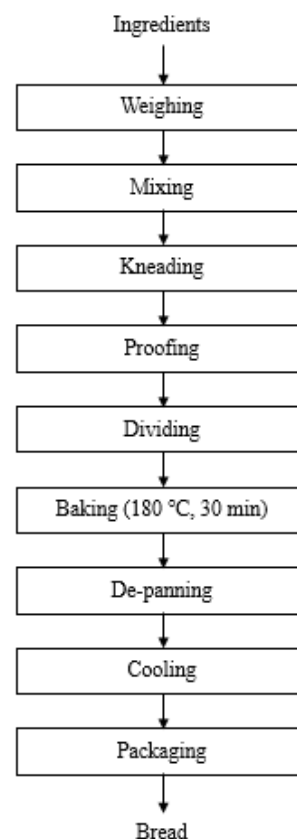 Ingredients
Weighing
Mixing
Kneading
Proofing
Dividing
Baking (180 °C, 30 min)
De-panning
Cooling
Packaging
Bread